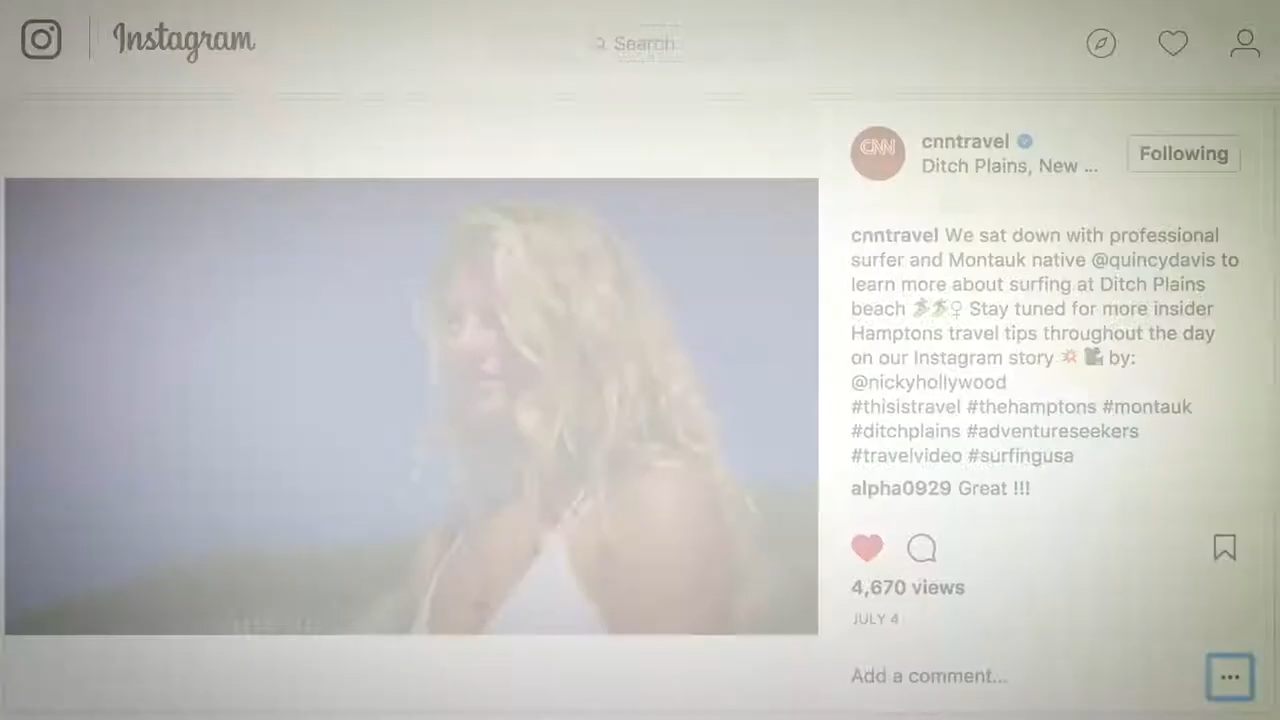 Instagram
Search
CNN
cnntravel
Ditch Plains, New ...
Following
cnntravel We sat down with professional
surfer and Montauk native @quincydavis to
learn more about surfing at Ditch Plains
beach 🏄🏄♀ Stay tuned for more insider
Hamptons travel tips throughout the day
on our Instagram story 💥 🎥 by:
@nickyhollywood
#thisistravel #thehamptons #montauk
#ditchplains #adventureseekers
#travelvideo #surfingusa
alpha0929 Great !!!
4,670 views
JULY 4
Add a comment...